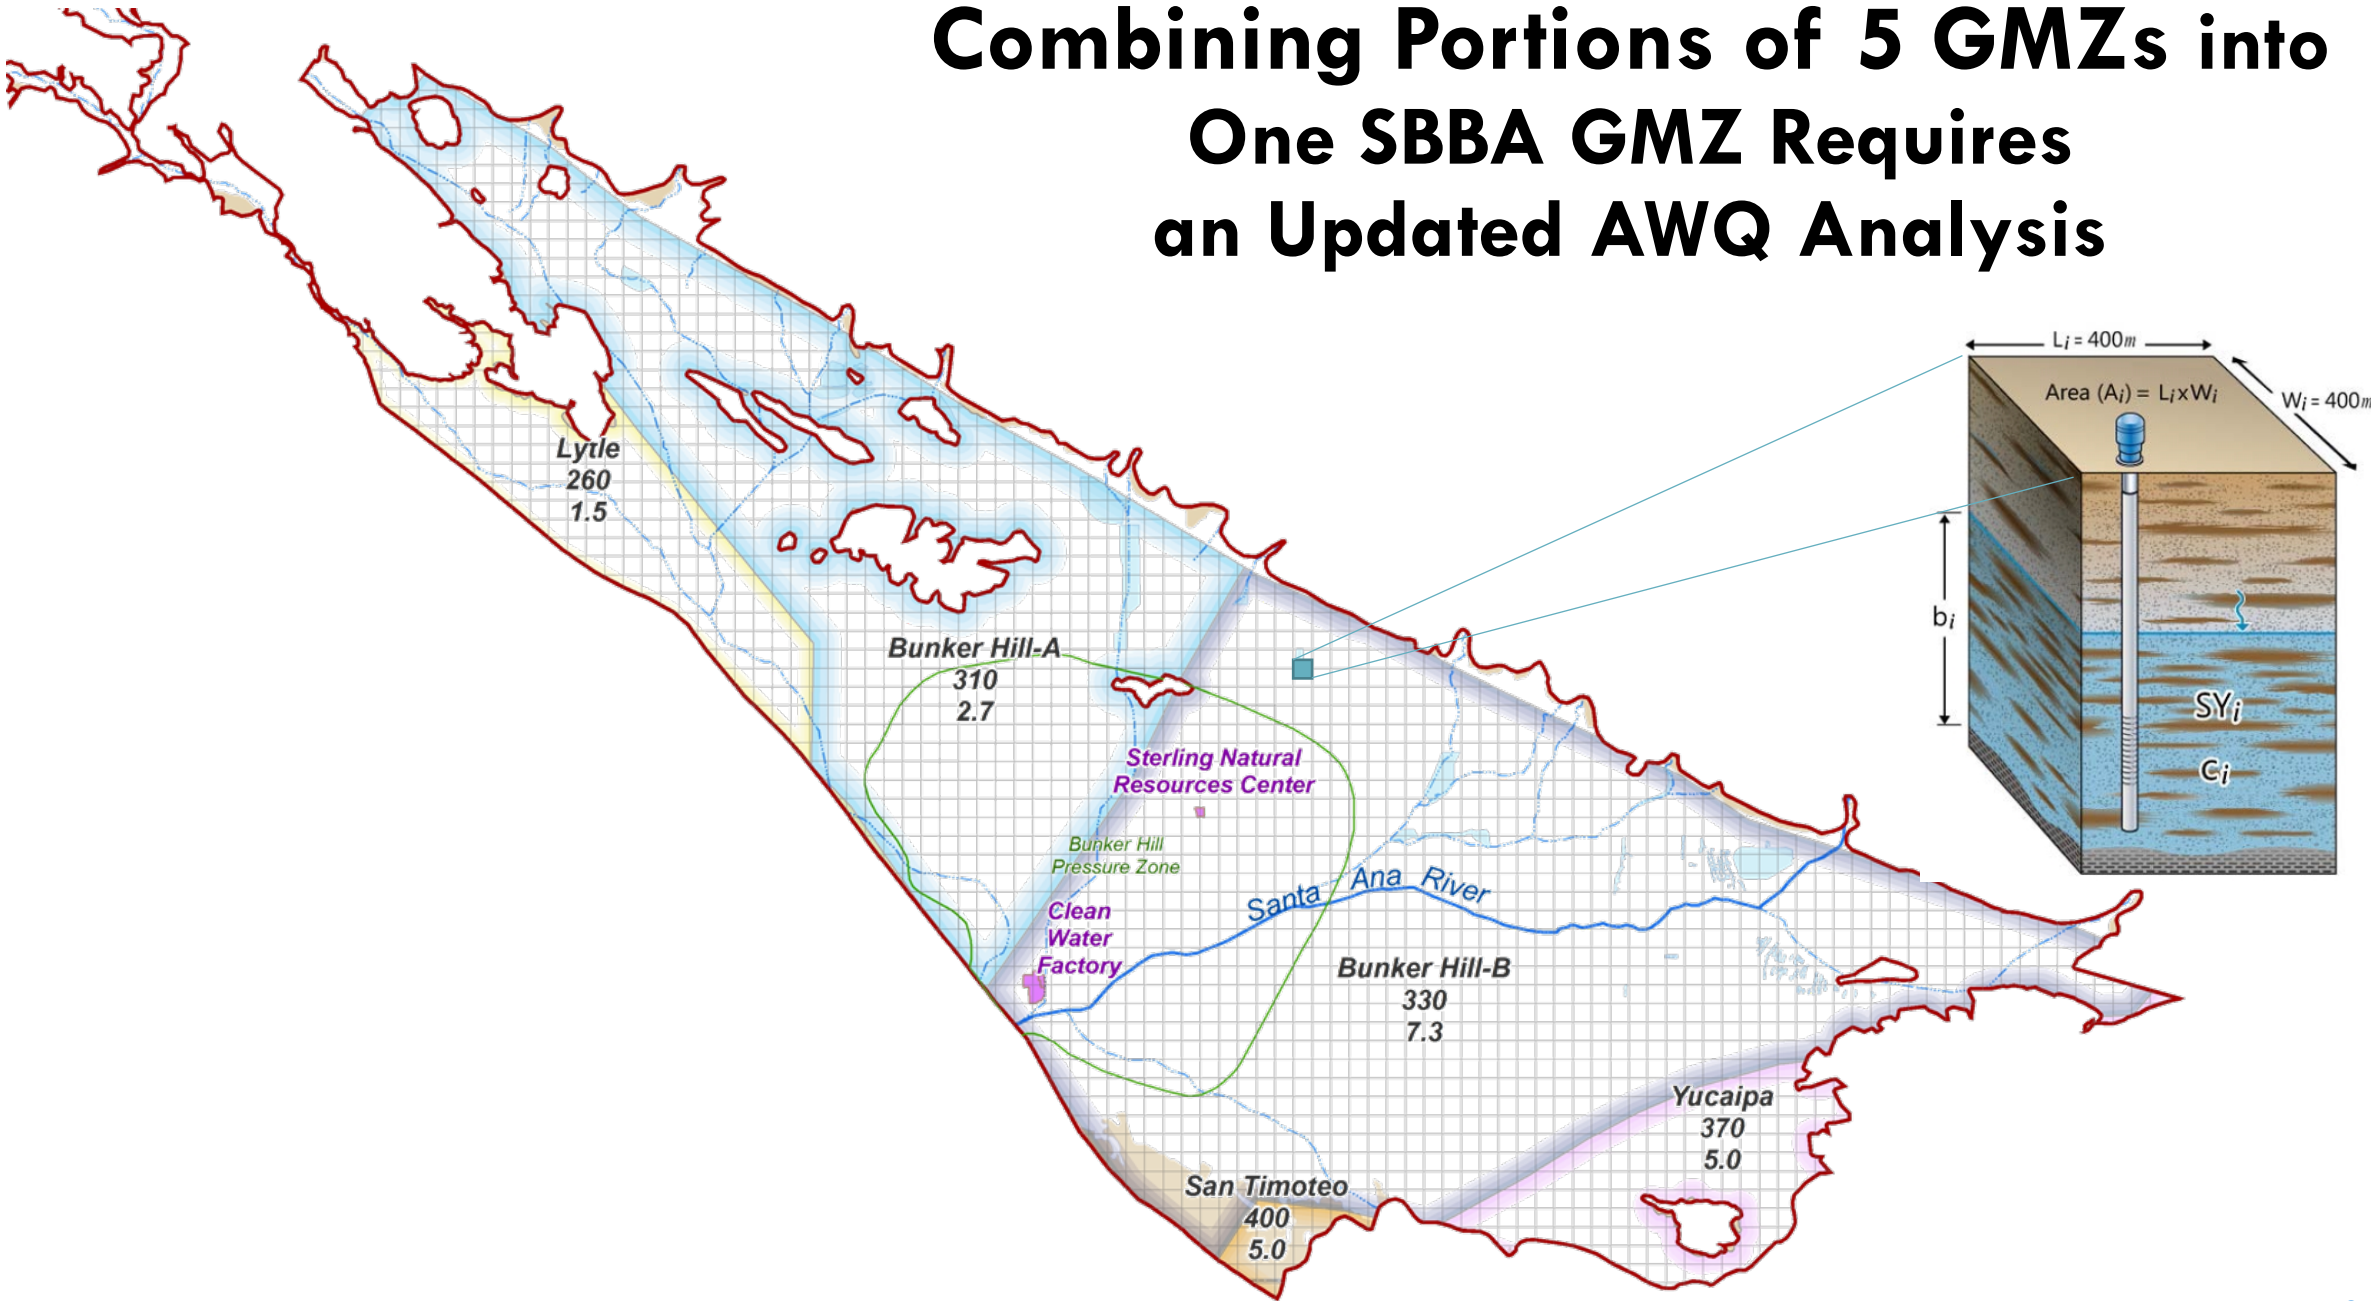 Combining Portions of 5 GMZs into
One SBBA GMZ Requires
an Updated AWQ Analysis
Li = 400m
Wi = 400m
Area (Ai) = LixWi
bi
SYi
Ci
Lytle
260
1.5
Bunker Hill-A
310
2.7
Sterling Natural
Resources Center
Bunker Hill
Pressure Zone
Clean
Water
Factory
Santa Ana River
Bunker Hill-B
330
7.3
Yucaipa
370
5.0
San Timoteo
400
5.0